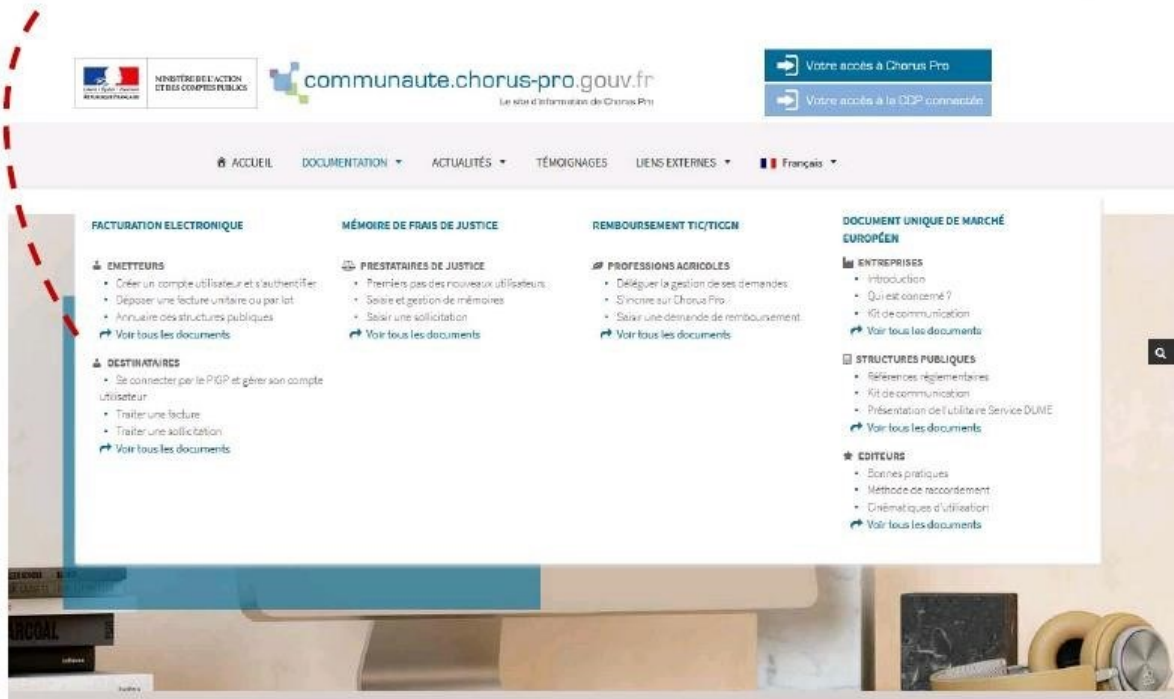 MINISTÈRE DE L'ACTION
ET DES COMPTES PUBLICS
communaute.chorus-pro.gouv.fr
Le site d'information de Chorus Pro
Votre accès à Chorus Pro
Votre accès à la CCP connectée
ACCUEIL DOCUMENTATION ACTUALITÉS TÉMOIGNAGES LIENS EXTERNES Français
FACTURATION ELECTRONIQUE
EMETTEURS
Créer un compte utilisateur et s'authentifier
Déposer une facture unitaire ou par lot
Annuaire des structures publiques
Voir tous les documents
DESTINATAIRES
Se connecter par le PIGP et gérer son compte
utilisateur
Traiter une facture
Traiter une sollicitation
Voir tous les documents
MÉMOIRE DE FRAIS DE JUSTICE
PRESTATAIRES DE JUSTICE
Premiers pas des nouveaux utilisateurs
Saisie et gestion de mémoires
Saisir une sollicitation
Voir tous les documents
REMBOURSEMENT TIC/TICGN
PROFESSIONS AGRICOLES
Déléguer la gestion de ses demandes
S'incrire sur Chorus Pro
Saisir une demande de remboursement
Voir tous les documents
DOCUMENT UNIQUE DE MARCHÉ
EUROPÉEN
ENTREPRISES
Introduction
Qui est concerné ?
Kit de communication
Voir tous les documents
STRUCTURES PUBLIQUES
Références réglementaires
Kit de communication
Présentation de l'utilitaire Service DUME
Voir tous les documents
EDITEURS
Bonnes pratiques
Méthode de raccordement
Cinématiques d'utilisation
Voir tous les documents